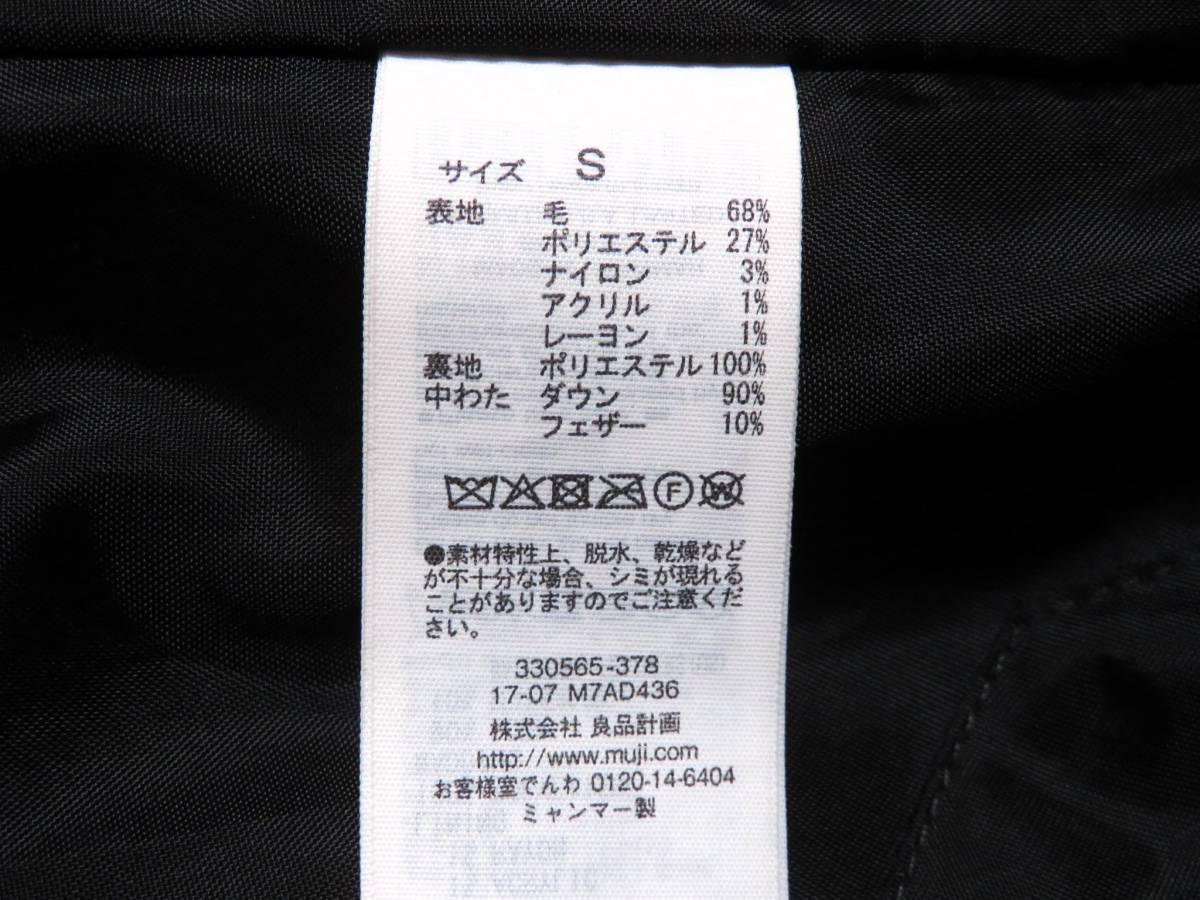 サイズ S
表地 毛 68%
ポリエステル 27%
ナイロン 3%
アクリル 1%
レーヨン 1%
裏地 ポリエステル 100%
中わた ダウン 90%
フェザー 10%
F W
●素材特性上、脱水、乾燥など
が不十分な場合、シミが現れる
ことがありますのでご注意くだ
さい。
330565-378
17-07 M7AD436
株式会社 良品計画
http://www.muji.com
お客様室でんわ 0120-14-6404
ミャンマー製